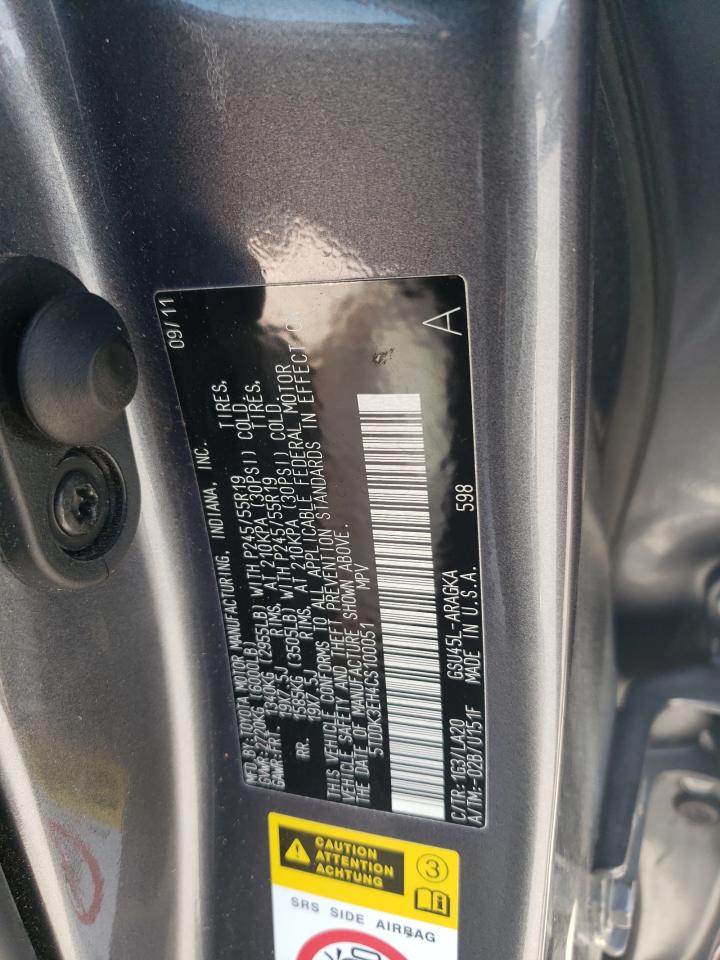 MFD.BY: TOYOTA MOTOR MANUFACTURING, INDIANA, INC. 09/11
GVWR: 2720KG (6000LB)
GAWR: FRT. 1340KG (2955LB) WITH P245/55R19 TIRES,
19X7.5J RIMS, AT 210KPA (30PSI) COLD.
RR. 1585KG (3505LB) WITH P245/55R19 TIRES,
19X7.5J RIMS, AT 210KPA (30PSI) COLD.
THIS VEHICLE CONFORMS TO ALL APPLICABLE FEDERAL MOTOR
VEHICLE SAFETY AND THEFT PREVENTION STANDARDS IN EFFECT ON
THE DATE OF MANUFACTURE SHOWN ABOVE.
5TDDK3EH4CS100051 MPV
C/TR:1G3/LA20 GSU45L-ARAGKA
A/TM:-02B/U151F MADE IN U.S.A. 598
A
CAUTION
ATTENTION
ACHTUNG
3
SRS SIDE AIRBAG